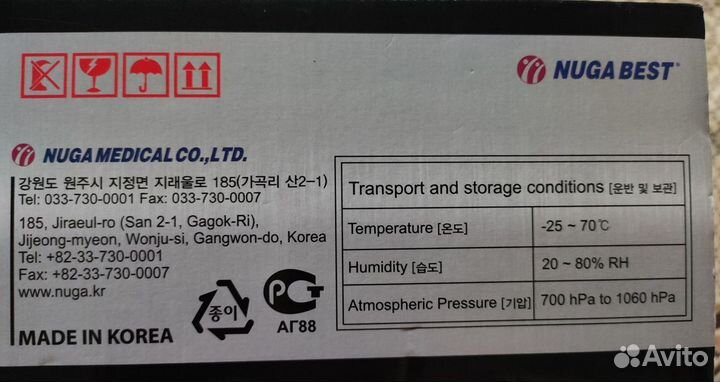 NUGA BEST
NUGA MEDICAL CO.,LTD.
강원도 원주시 지정면 지래울로 185(가곡리 산2-1)
Tel: 033-730-0001 Fax: 033-730-0007
185, Jiraeul-ro (San 2-1, Gagok-Ri),
Jijeong-myeon, Wonju-si, Gangwon-do, Korea
Tel: +82-33-730-0001
Fax: +82-33-730-0007
www.nuga.kr
MADE IN KOREA
종이
РСТ
АГ88
Transport and storage conditions [운반 및 보관]
Temperature [온도] -25 ~ 70℃
Humidity [습도] 20 ~ 80% RH
Atmospheric Pressure [기압] 700 hPa to 1060 hPa
Avito